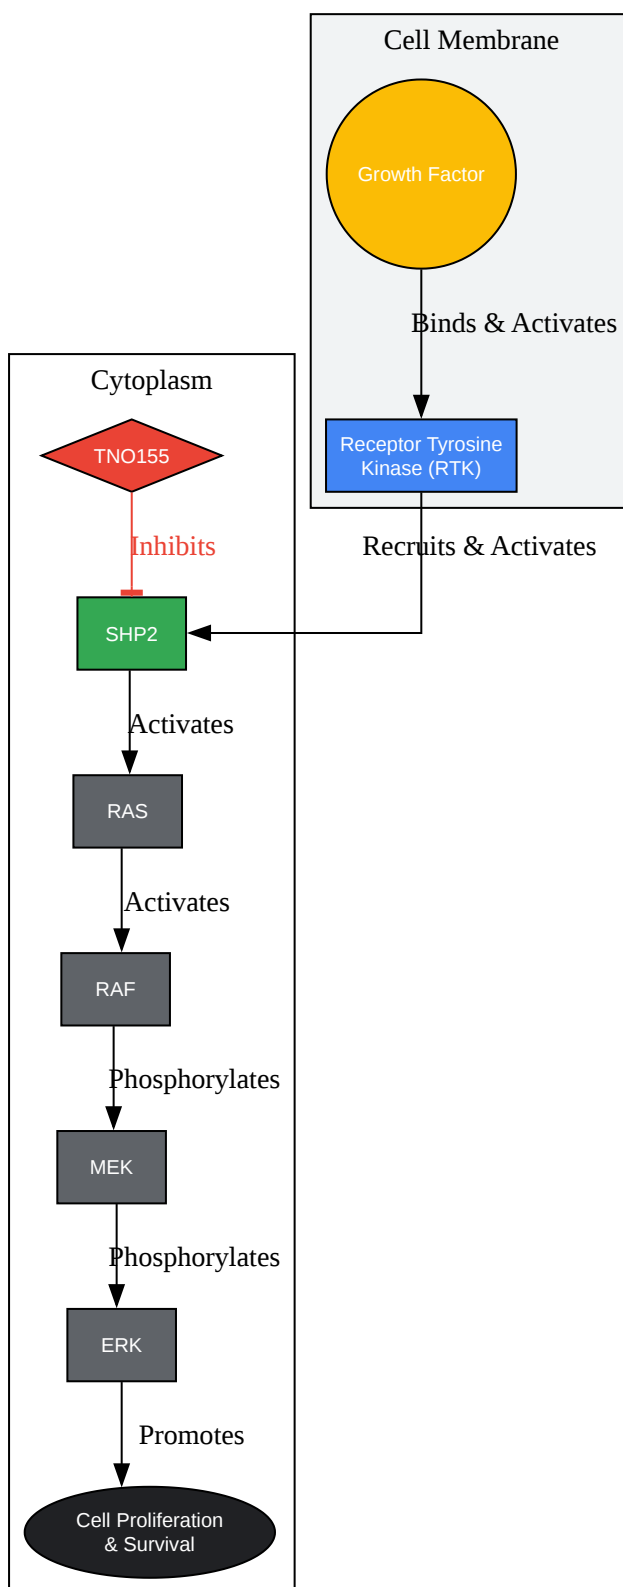 Cell Membrane
Growth Factor
Binds & Activates
Receptor Tyrosine
Kinase (RTK)
Recruits & Activates
Cytoplasm
TNO155
Inhibits
SHP2
Activates
RAS
Activates
RAF
Phosphorylates
MEK
Phosphorylates
ERK
Promotes
Cell Proliferation
& Survival